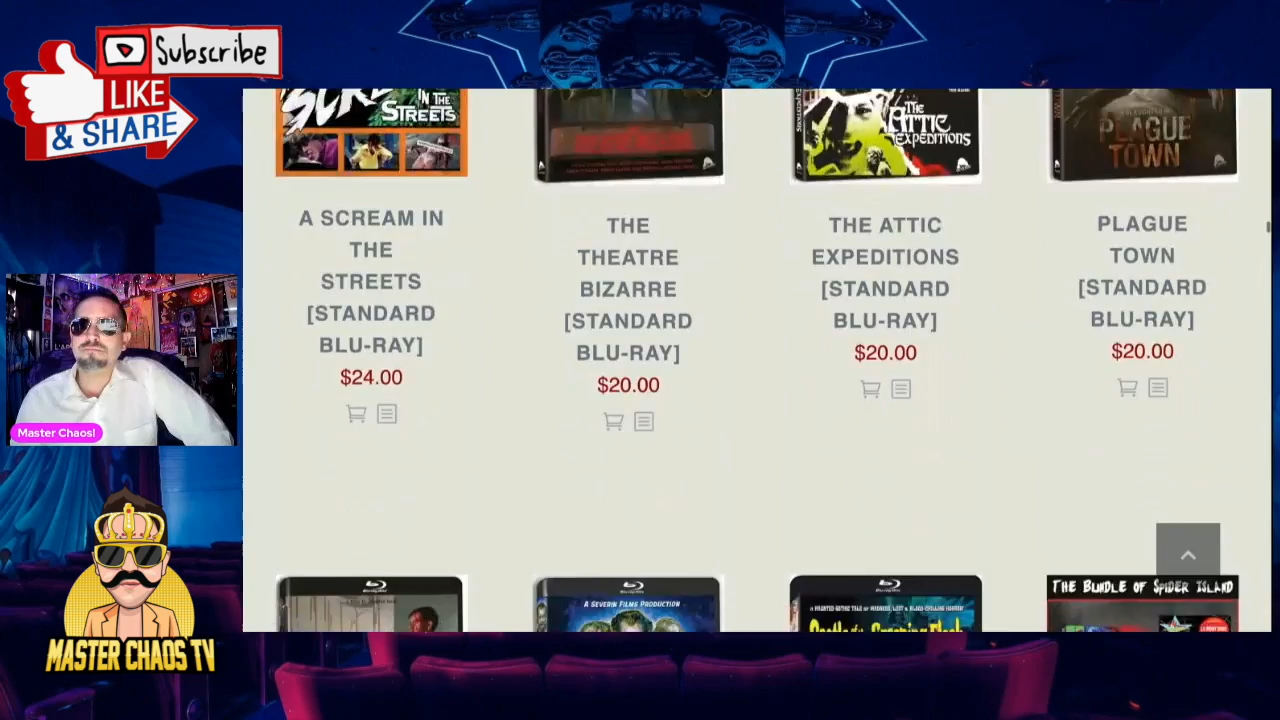 Subscribe
LIKE
& SHARE
IN THE
STREETS
THE
ATTIC
EXPEDITIONS
PLAGUE
TOWN
A SCREAM IN
THE
STREETS
[STANDARD
BLU-RAY]
$24.00
THE
THEATRE
BIZARRE
[STANDARD
BLU-RAY]
$20.00
THE ATTIC
EXPEDITIONS
[STANDARD
BLU-RAY]
$20.00
PLAGUE
TOWN
[STANDARD
BLU-RAY]
$20.00
Master Chaos!
A SEVERIN FILMS PRODUCTION
THE BUNDLE OF SPIDER ISLAND
MASTER CHAOS TV